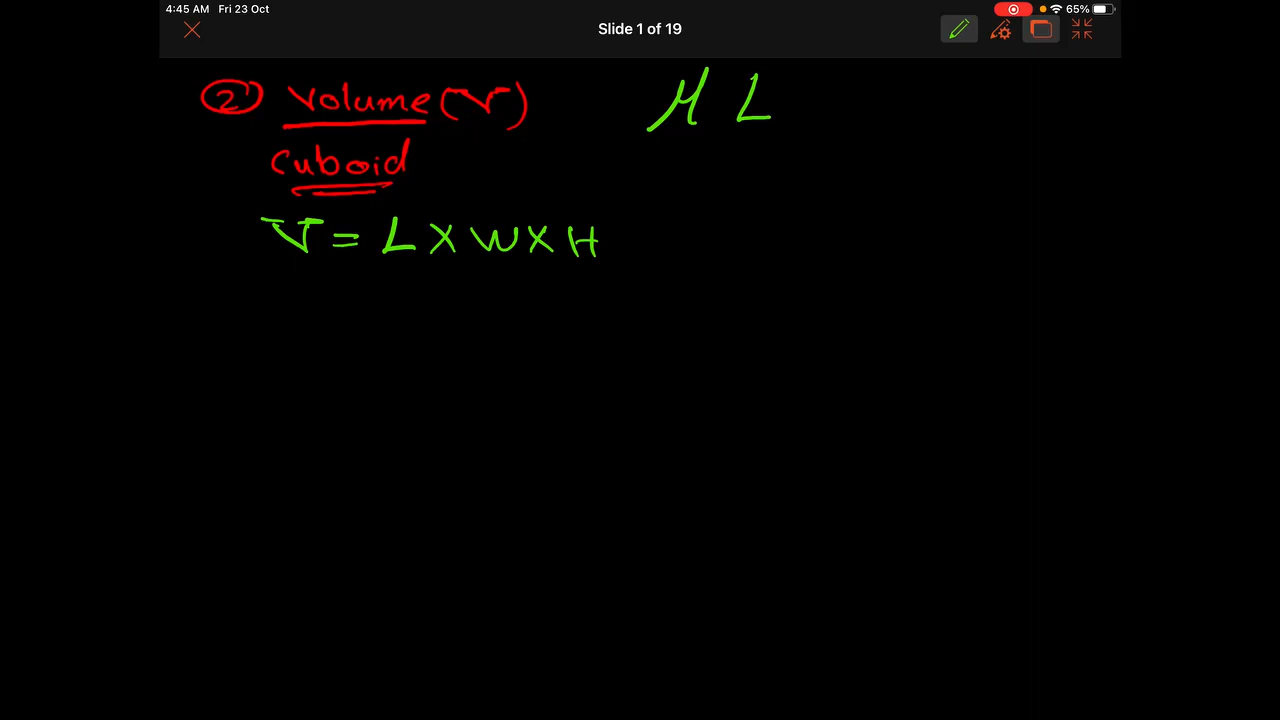 4:45 AM Fri 23 Oct
65%
Slide 1 of 19
② Volume (V)
M L
Cuboid
V = L X W X H